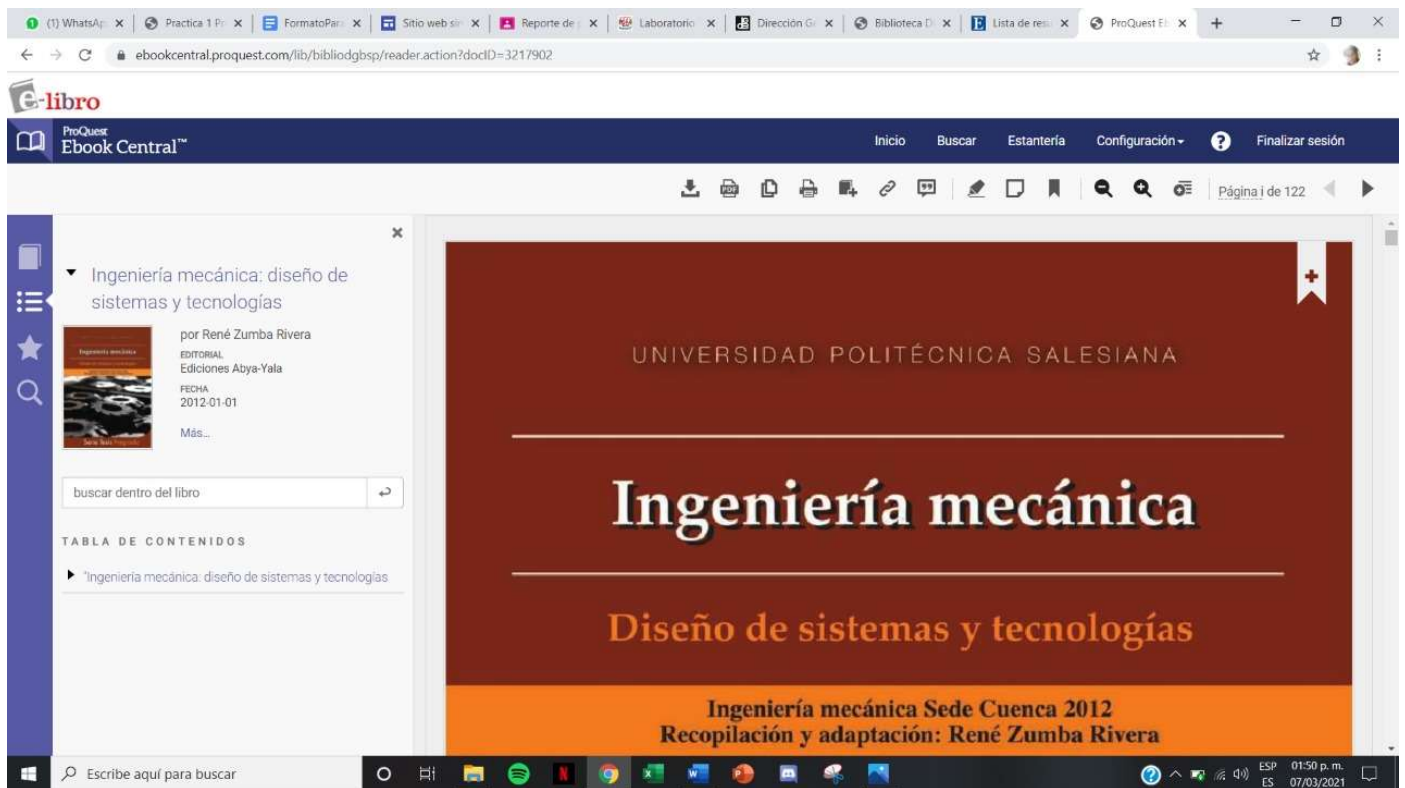 (1) WhatsAp
Practica 1 Pr
FormatoPara
Sitio web sin
Reporte de p
Laboratorio
Dirección Ge
Biblioteca D
Lista de resu
ProQuest Eb
ebookcentral.proquest.com/lib/bibliodgbsp/reader.action?docID=3217902
e-libro
ProQuest
Ebook Central™
Inicio Buscar Estantería Configuración Finalizar sesión
Página i de 122
Ingeniería mecánica: diseño de
sistemas y tecnologías
por René Zumba Rivera
EDITORIAL
Ediciones Abya-Yala
FECHA
2012-01-01
Más...
Ingeniería mecánica
buscar dentro del libro
TABLA DE CONTENIDOS
"Ingeniería mecánica: diseño de sistemas y tecnologías
UNIVERSIDAD POLITÉCNICA SALESIANA
Ingeniería mecánica
Diseño de sistemas y tecnologías
Ingeniería mecánica Sede Cuenca 2012
Recopilación y adaptación: René Zumba Rivera
Escribe aquí para buscar
ESP 01:50 p. m.
ES 07/03/2021